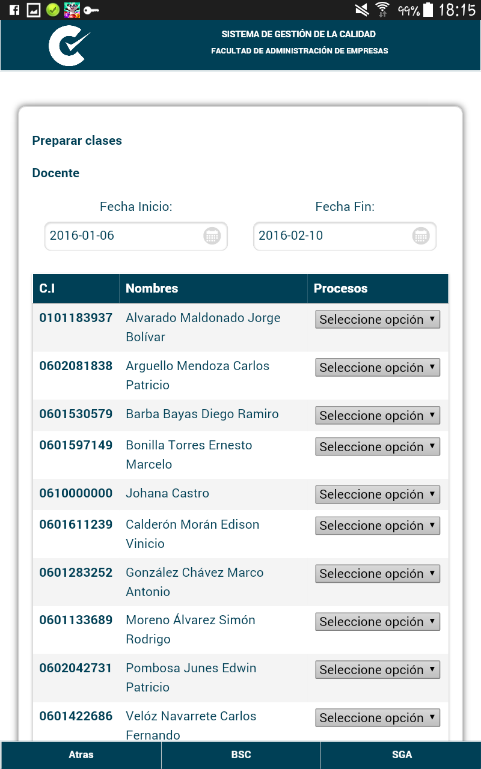 99% 18:15
SISTEMA DE GESTIÓN DE LA CALIDAD
FACULTAD DE ADMINISTRACIÓN DE EMPRESAS
Preparar clases
Docente
Fecha Inicio: Fecha Fin:
2016-01-06 2016-02-10
C.I Nombres Procesos
0101183937 Alvarado Maldonado Jorge Seleccione opción
Bolívar
0602081838 Arguello Mendoza Carlos Seleccione opción
Patricio
0601530579 Barba Bayas Diego Ramiro Seleccione opción
0601597149 Bonilla Torres Ernesto Seleccione opción
Marcelo
0610000000 Johana Castro Seleccione opción
0601611239 Calderón Morán Edison Seleccione opción
Vinicio
0601283252 González Chávez Marco Seleccione opción
Antonio
0601133689 Moreno Álvarez Simón Seleccione opción
Rodrigo
0602042731 Pombosa Junes Edwin Seleccione opción
Patricio
0601422686 Velóz Navarrete Carlos Seleccione opción
Fernando
Atras BSC SGA